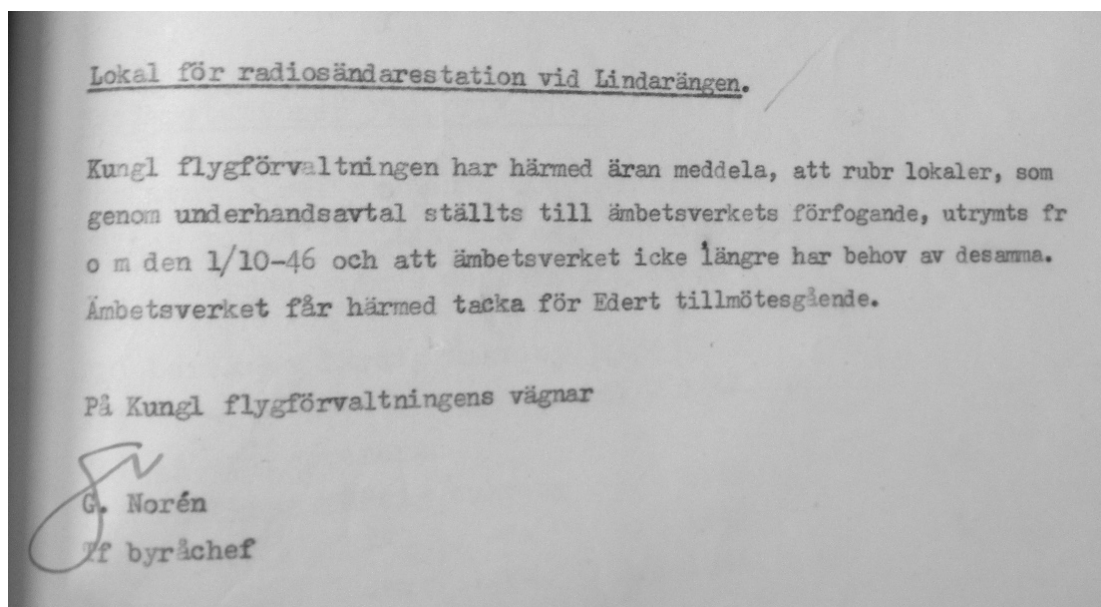 Lokal för radiosändarestation vid Lindarängen.
Kungl flygförvaltningen har härmed äran meddela, att rubr lokaler, som
genom underhandsavtal ställts till ämbetsverkets förfogande, utrymts fr
o m den 1/10-46 och att ämbetsverket icke längre har behov av desamma.
Ämbetsverket får härmed tacka för Edert tillmötesgående.
På Kungl flygförvaltningens vägnar
G. Norén
Tf byråchef